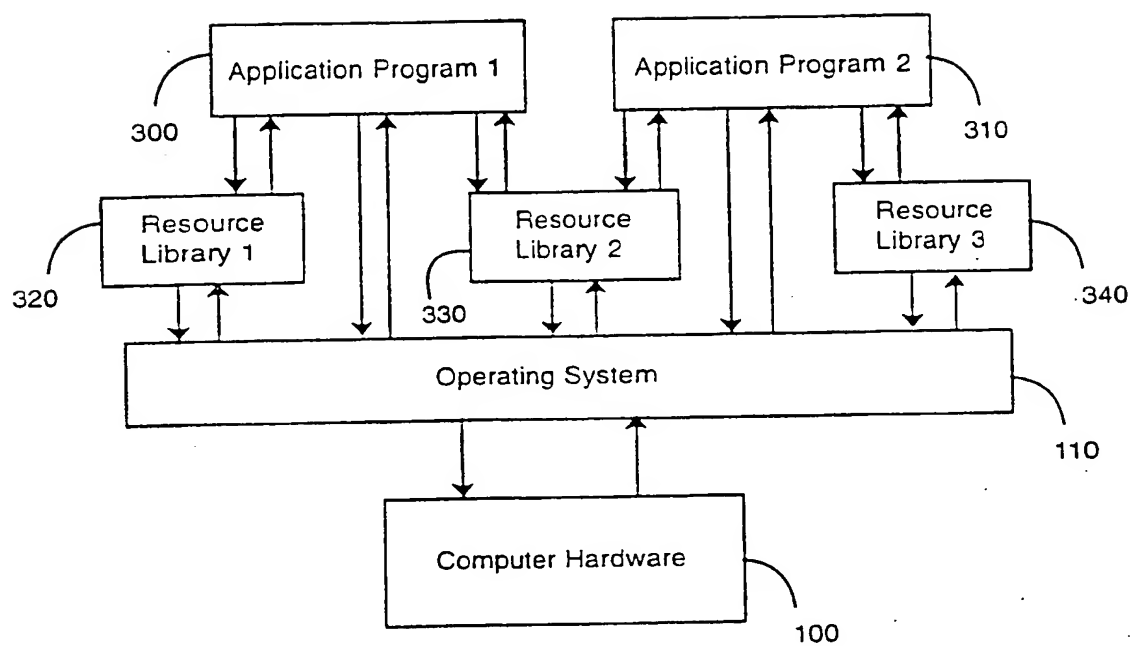 Application Program 1
Application Program 2
300
310
Resource
Library 1
Resource
Library 2
Resource
Library 3
320
330
340
Operating System
110
Computer Hardware
100